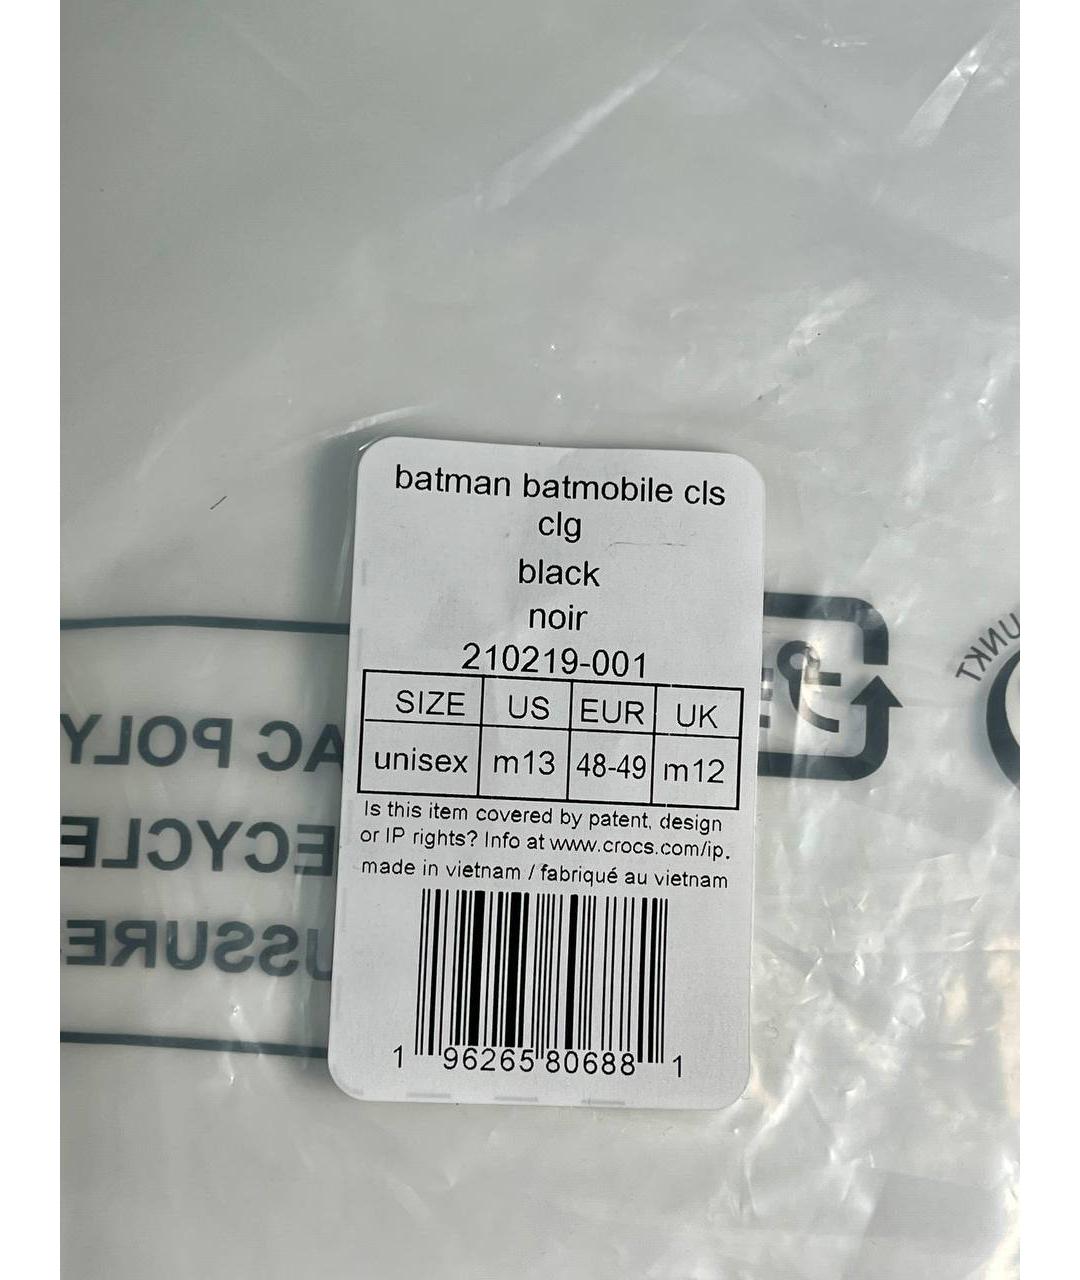 batman batmobile cls
clg
black
noir
210219-001
SIZE US EUR UK
unisex m13 48-49 m12
Is this item covered by patent, design
or IP rights? Info at www.crocs.com/ip.
made in vietnam / fabriqué au vietnam
1 96265 80688 1
AC POLY
ECYCLE
USSURE
UNKT